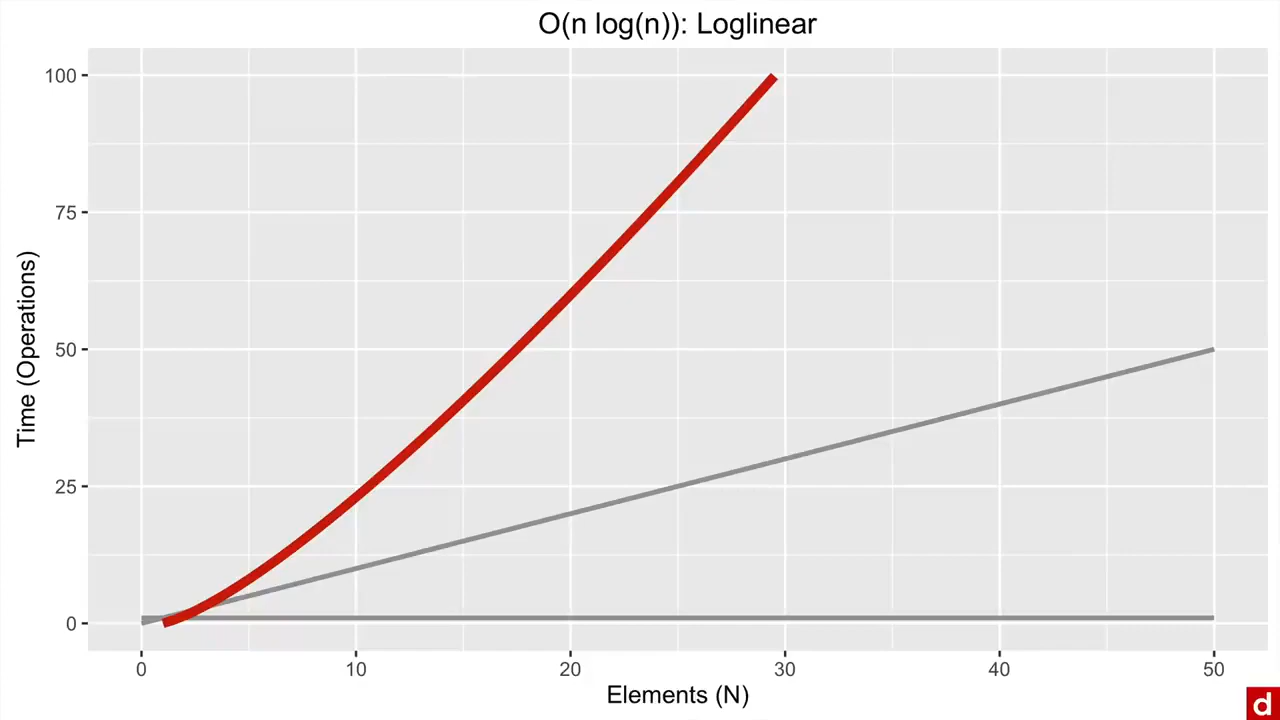 O(n log(n)): Loglinear
100
75
50
25
0
Time (Operations)
0 10 20 30 40 50
Elements (N)
d